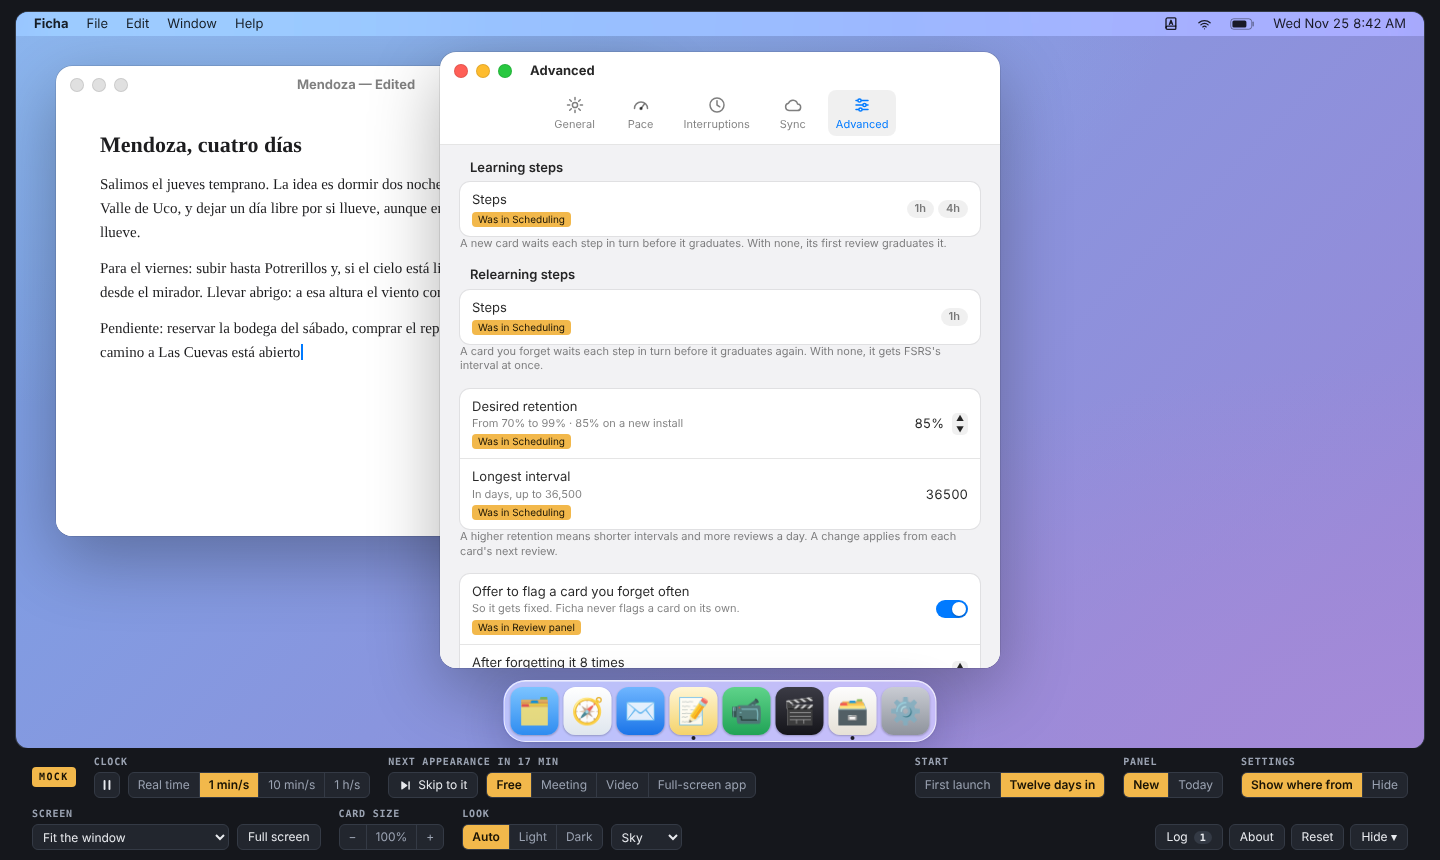 Ficha File Edit Window Help
Wed Nov 25 8:42 AM
Mendoza — Edited
Mendoza, cuatro días
Salimos el jueves temprano. La idea es dormir dos noche
Valle de Uco, y dejar un día libre por si llueve, aunque en
llueve.
Para el viernes: subir hasta Potrerillos y, si el cielo está
desde el mirador. Llevar abrigo: a esa altura el viento
Pendiente: reservar la bodega del sábado, comprar el
camino a Las Cuevas está abierto
Advanced
General Pace Interruptions Sync Advanced
Learning steps
Steps
Was in Scheduling
1h 4h
A new card waits each step in turn before it graduates. With none, its first review graduates it.
Relearning steps
Steps
Was in Scheduling
1h
A card you forget waits each step in turn before it graduates again. With none, it gets FSRS's
interval at once.
Desired retention
From 70% to 99% · 85% on a new install
Was in Scheduling
85%
Longest interval
In days, up to 36,500
Was in Scheduling
36500
A higher retention means shorter intervals and more reviews a day. A change applies from each
card's next review.
Offer to flag a card you forget often
So it gets fixed. Ficha never flags a card on its own.
Was in Review panel
After forgetting it 8 times
MOCK
CLOCK
Real time 1 min/s 10 min/s 1 h/s
NEXT APPEARANCE IN 17 MIN
Skip to it Free Meeting Video Full-screen app
START
First launch Twelve days in
PANEL
New Today
SETTINGS
Show where from Hide
SCREEN
Fit the window Full screen
CARD SIZE
− 100% +
LOOK
Auto Light Dark Sky
Log 1 About Reset Hide ▾